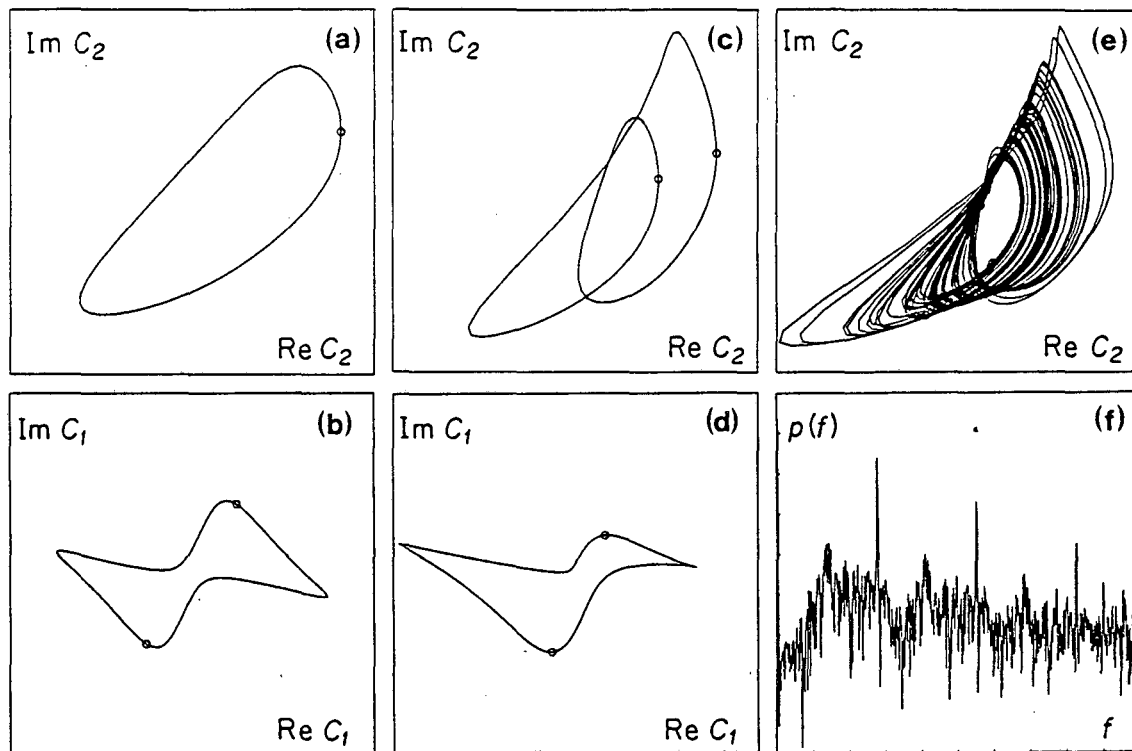 Im C₂ (a)
Re C₂
Im C₁ (b)
Re C₁
Im C₂ (c)
Re C₂
Im C₁ (d)
Re C₁
Im C₂ (e)
Re C₂
p(f) (f)
f